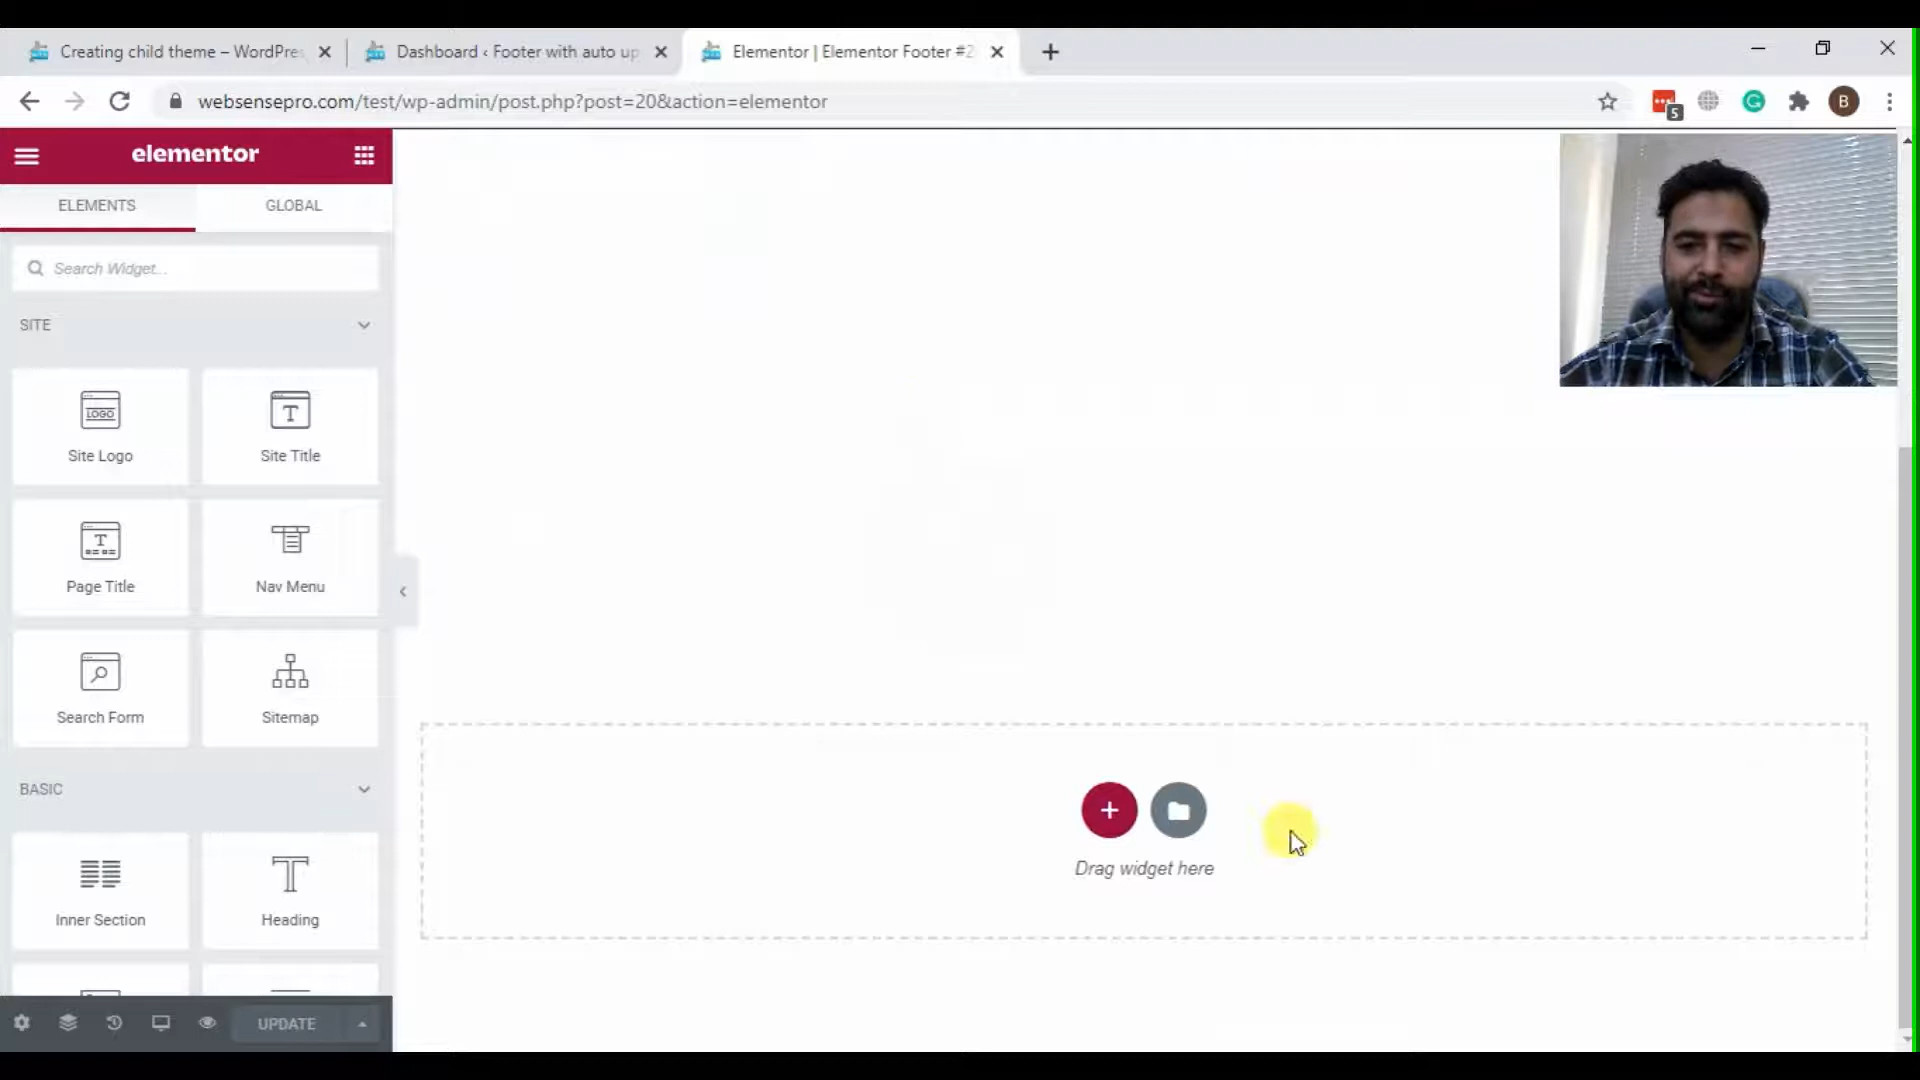 Creating child theme – WordPres
Dashboard ‹ Footer with auto up
Elementor | Elementor Footer #2
websensepro.com/test/wp-admin/post.php?post=20&action=elementor
5
B
elementor
ELEMENTS
GLOBAL
Search Widget...
SITE
LOGO
Site Logo
T
Site Title
T
Page Title
Nav Menu
Search Form
Sitemap
BASIC
Inner Section
Heading
Drag widget here
UPDATE